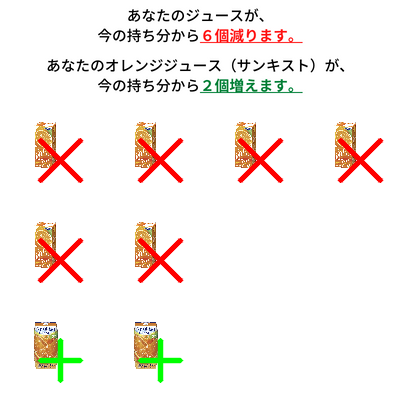 あなたのジュースが、
今の持ち分から６個減ります。
あなたのオレンジジュース（サンキスト）が、
今の持ち分から２個増えます。